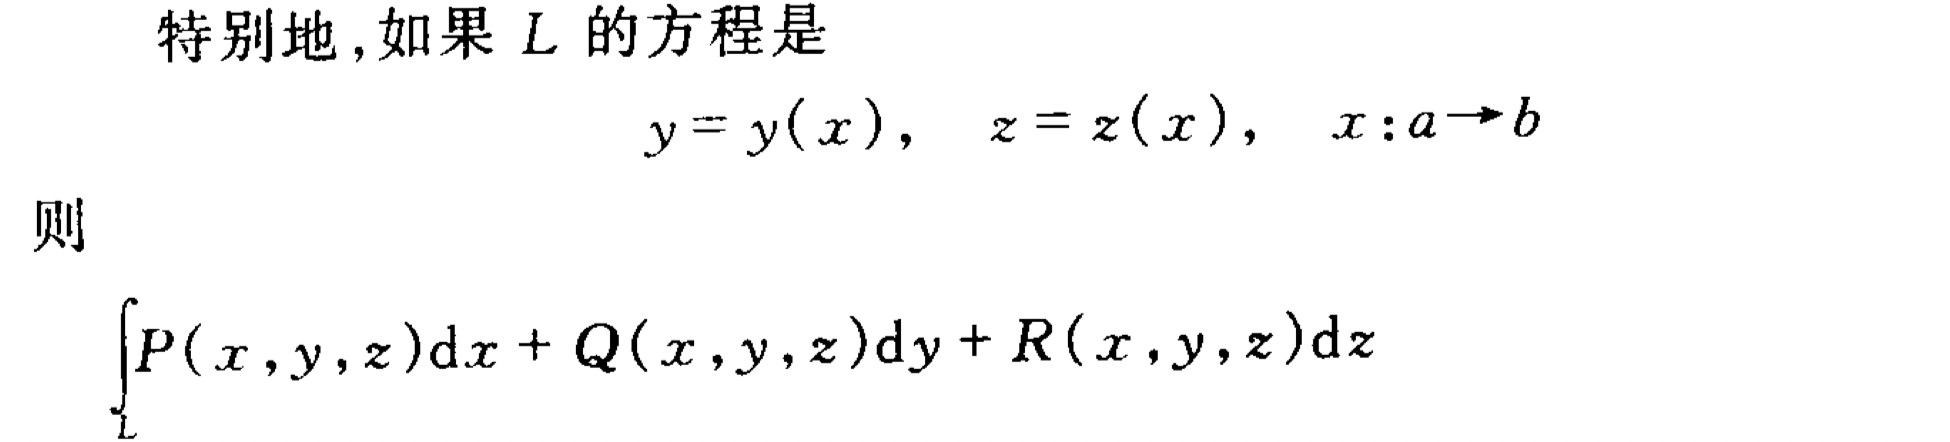 特别地,如果 L 的方程是
y = y(x), z = z(x), x:a→b
则
∫_L P(x,y,z)dx + Q(x,y,z)dy + R(x,y,z)dz